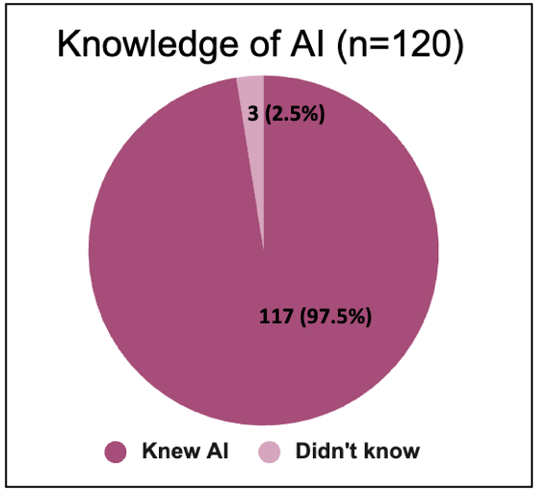 Knowledge of AI (n=120)
3 (2.5%)
117 (97.5%)
Knew AI Didn't know